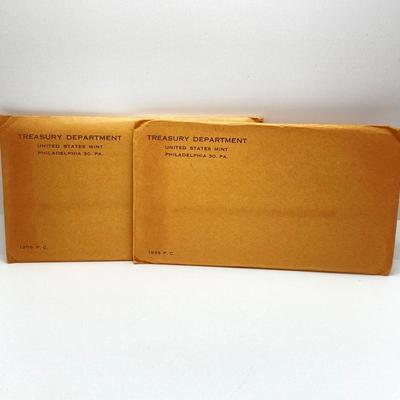 TREASURY DEPARTMENT
UNITED STATES MINT
PHILADELPHIA 30, PA.
P. C.
TREASURY DEPARTMENT
UNITED STATES MINT
PHILADELPHIA 30, PA.
P. C.